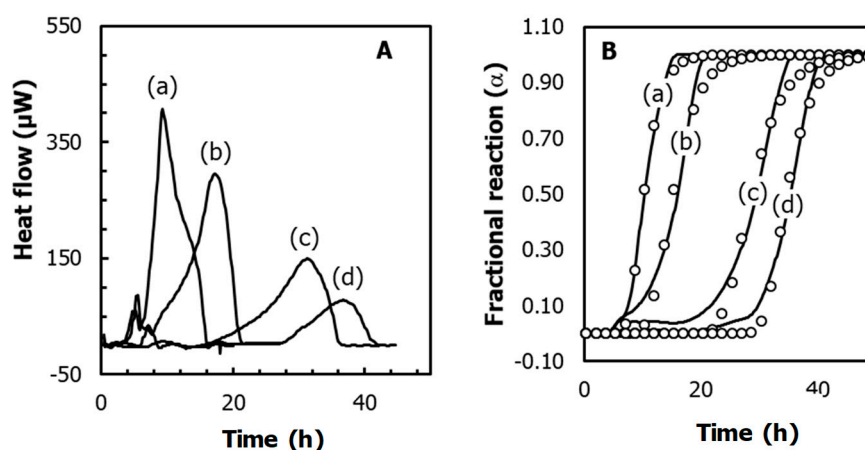 A
Heat flow (µW)
550
350
150
-50
0
20
40
Time (h)
(a)
(b)
(c)
(d)
B
Fractional reaction (α)
1.10
0.90
0.70
0.50
0.30
0.10
-0.10
0
20
40
Time (h)
(a)
(b)
(c)
(d)